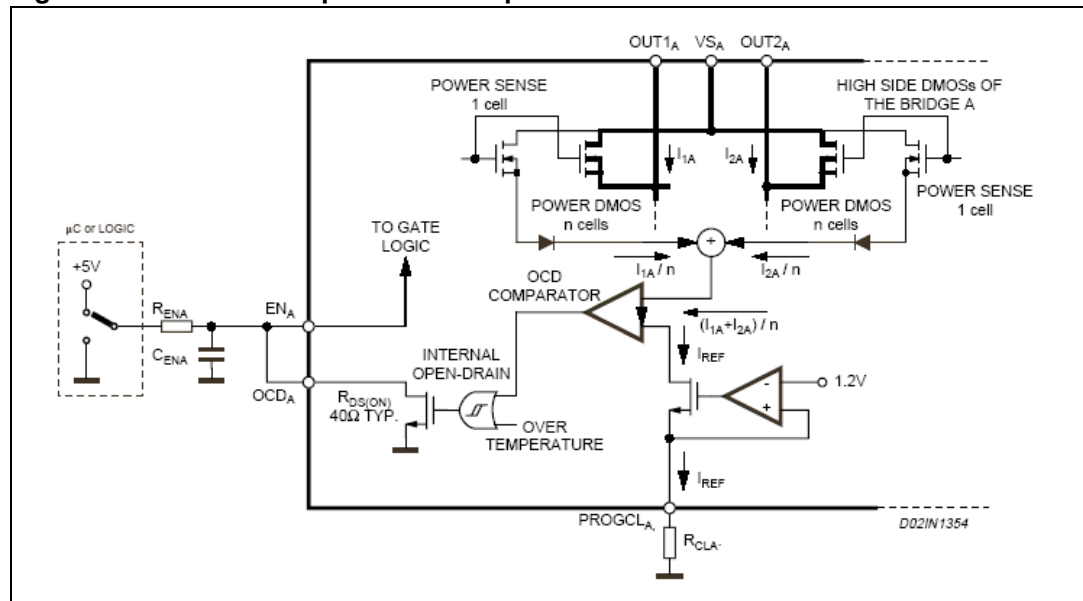 OUT1A VSA OUT2A
POWER SENSE
1 cell
HIGH SIDE DMOSs OF
THE BRIDGE A
I1A I2A
POWER SENSE
1 cell
POWER DMOS
n cells
POWER DMOS
n cells
μC or LOGIC
+5V
TO GATE
LOGIC
+
I1A / n I2A / n
OCD
COMPARATOR
RENA
ENA
(I1A+I2A) / n
IREF
CENA
INTERNAL
OPEN-DRAIN
- 1.2V
+
OCDA
RDS(ON)
40Ω TYP.
OVER
TEMPERATURE
IREF
PROGCLA,
D02IN1354
RCLA.